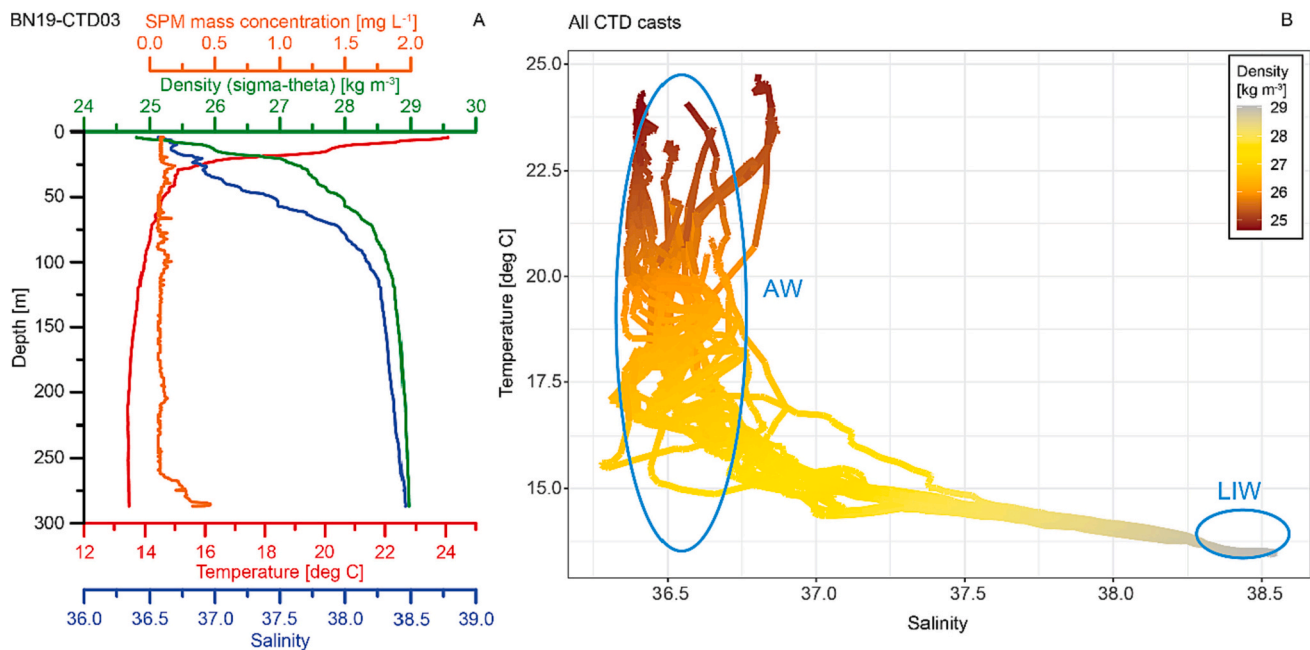 BN19-CTD03
SPM mass concentration [mg L⁻¹]
A
0.0 0.5 1.0 1.5 2.0
Density (sigma-theta) [kg m⁻³]
24 25 26 27 28 29 30
0
50
100
150
200
250
300
Depth [m]
12 14 16 18 20 22 24
Temperature [deg C]
36.0 36.5 37.0 37.5 38.0 38.5 39.0
Salinity
All CTD casts
B
25.0
22.5
20.0
17.5
15.0
Temperature [deg C]
Density
[kg m⁻³]
29
28
27
26
25
AW
LIW
36.5 37.0 37.5 38.0 38.5
Salinity